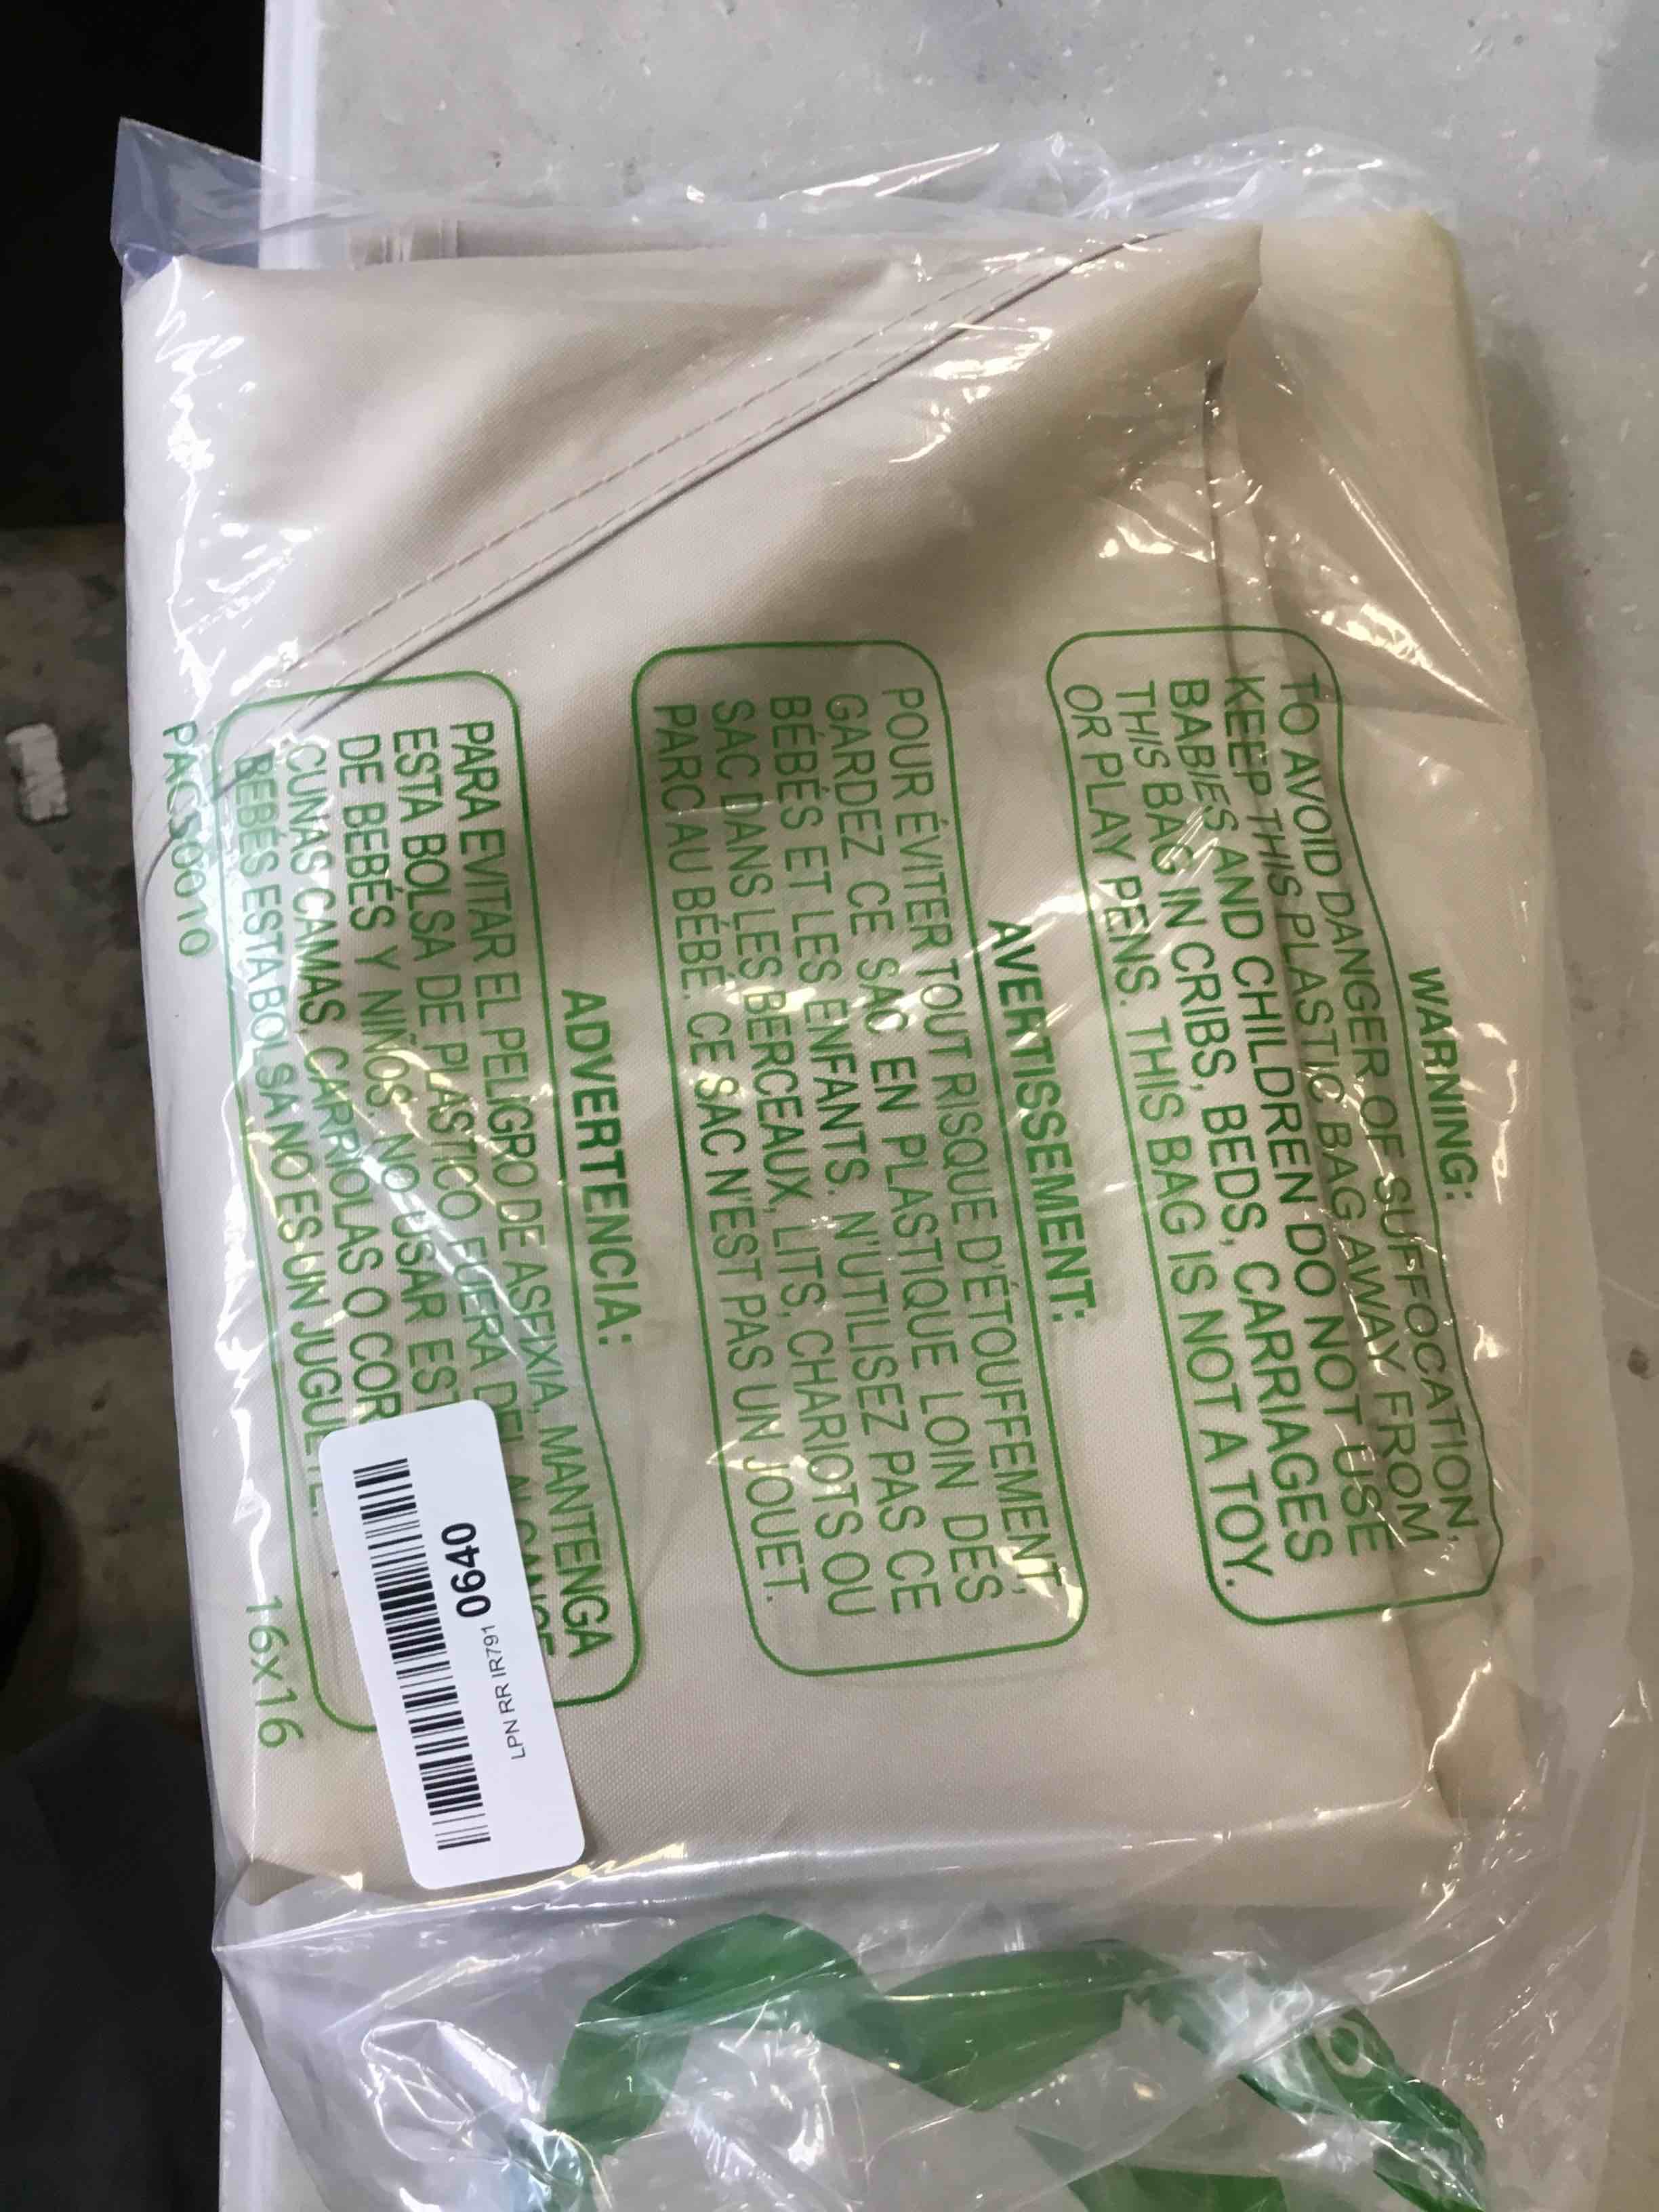 WARNING:
TO AVOID DANGER OF SUFFOCATION,
KEEP THIS PLASTIC BAG AWAY FROM
BABIES AND CHILDREN DO NOT USE
THIS BAG IN CRIBS, BEDS, CARRIAGES
OR PLAY PENS. THIS BAG IS NOT A TOY.
AVERTISSEMENT:
POUR ÉVITER TOUT RISQUE D'ÉTOUFFEMENT,
GARDEZ CE SAC EN PLASTIQUE LOIN DES
BÉBÉS ET LES ENFANTS. N'UTILISEZ PAS CE
SAC DANS LES BERCEAUX, LITS, CHARIOTS OU
PARC AU BÉBÉ. CE SAC N'EST PAS UN JOUET.
ADVERTENCIA:
PARA EVITAR EL PELIGRO DE ASFIXIA, MANTENGA
ESTA BOLSA DE PLASTICO FUERA DEL
DE BEBÉS Y NIÑOS. NO USAR
CUNAS CAMAS, CARRIOLAS O
BEBÉS ESTA BOLSA NO ES UN JUGUETE.
PACS0010
16x16
0640
LPN RR IR791